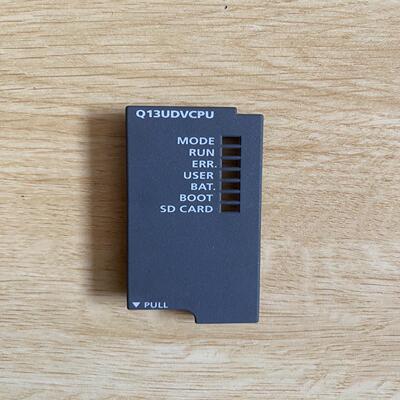 Q13UDVCPU
MODE
RUN
ERR.
USER
BAT.
BOOT
SD CARD
▼ PULL